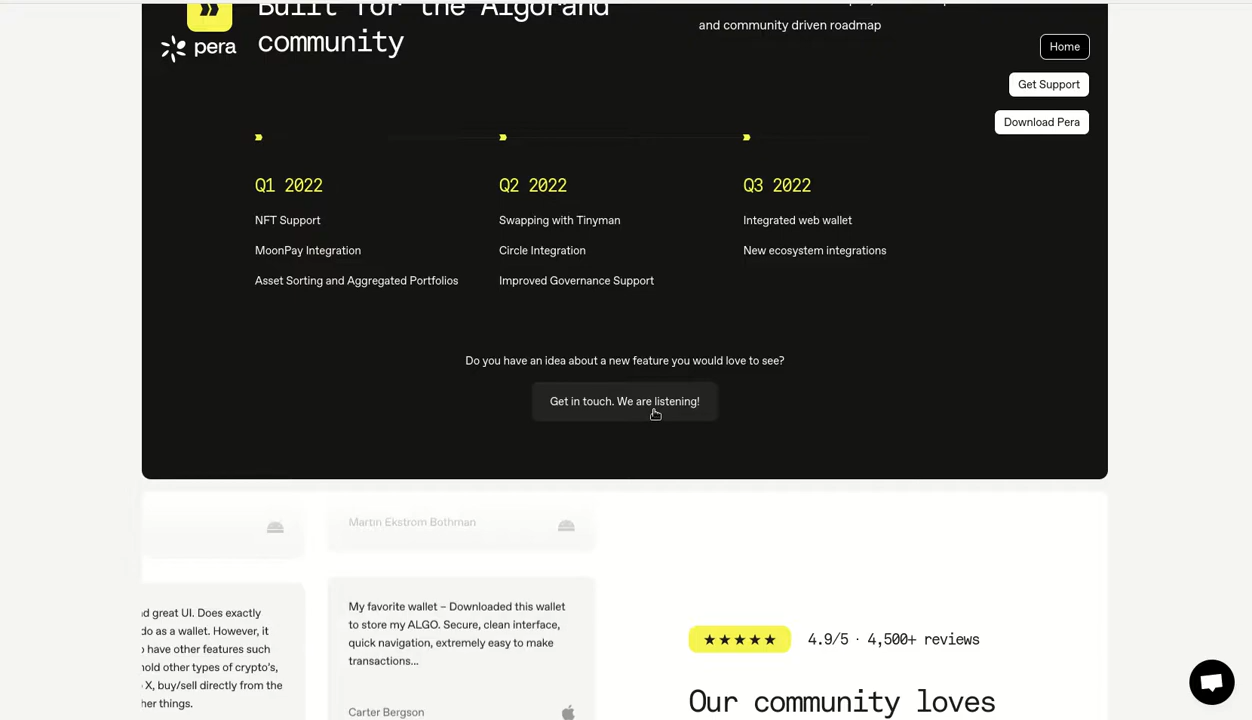 Built for the Algorand
community
pera
and community driven roadmap
Home
Get Support
Download Pera
Q1 2022
NFT Support
MoonPay Integration
Asset Sorting and Aggregated Portfolios
Q2 2022
Swapping with Tinyman
Circle Integration
Improved Governance Support
Q3 2022
Integrated web wallet
New ecosystem integrations
Do you have an idea about a new feature you would love to see?
Get in touch. We are listening!
Martin Ekstrom Bothman
d great UI. Does exactly
do as a wallet. However, it
have other features such
hold other types of crypto's,
X, buy/sell directly from the
her things.
My favorite wallet – Downloaded this wallet
to store my ALGO. Secure, clean interface,
quick navigation, extremely easy to make
transactions...
Carter Bergson
★★★★★ 4.9/5 · 4,500+ reviews
Our community loves